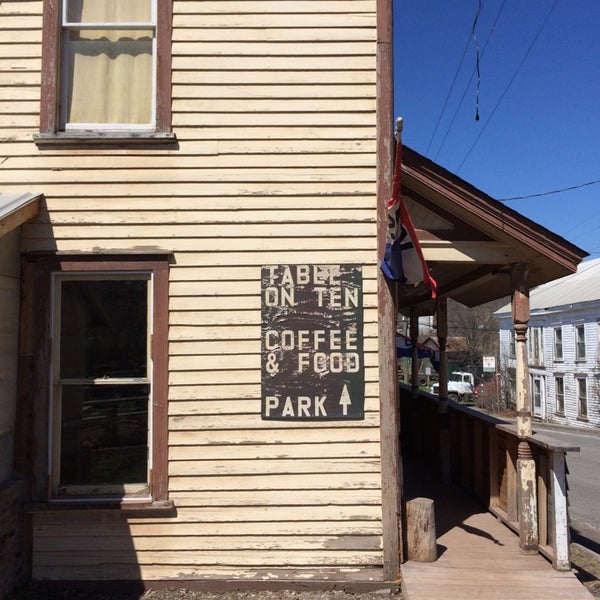 TABLE
ON TEN
COFFEE
& FOOD
PARK